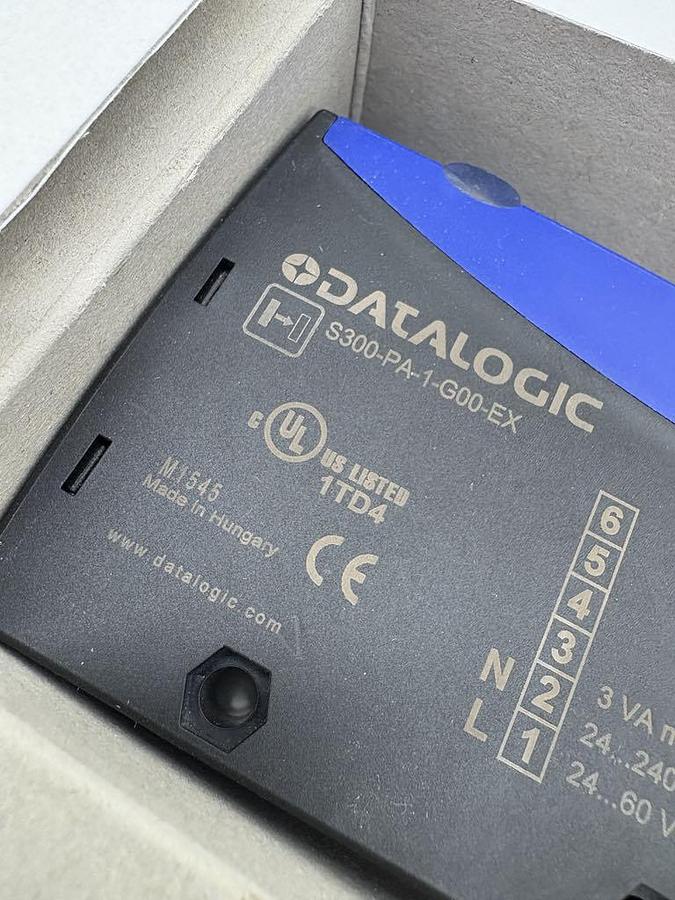 DATALOGIC
S300-PA-1-G00-EX
C UL US LISTED
1TD4
M1545
Made in Hungary
CE
www.datalogic.com
6
5
4
3
N 2
L 1
3 VA
24...240
24...60 V